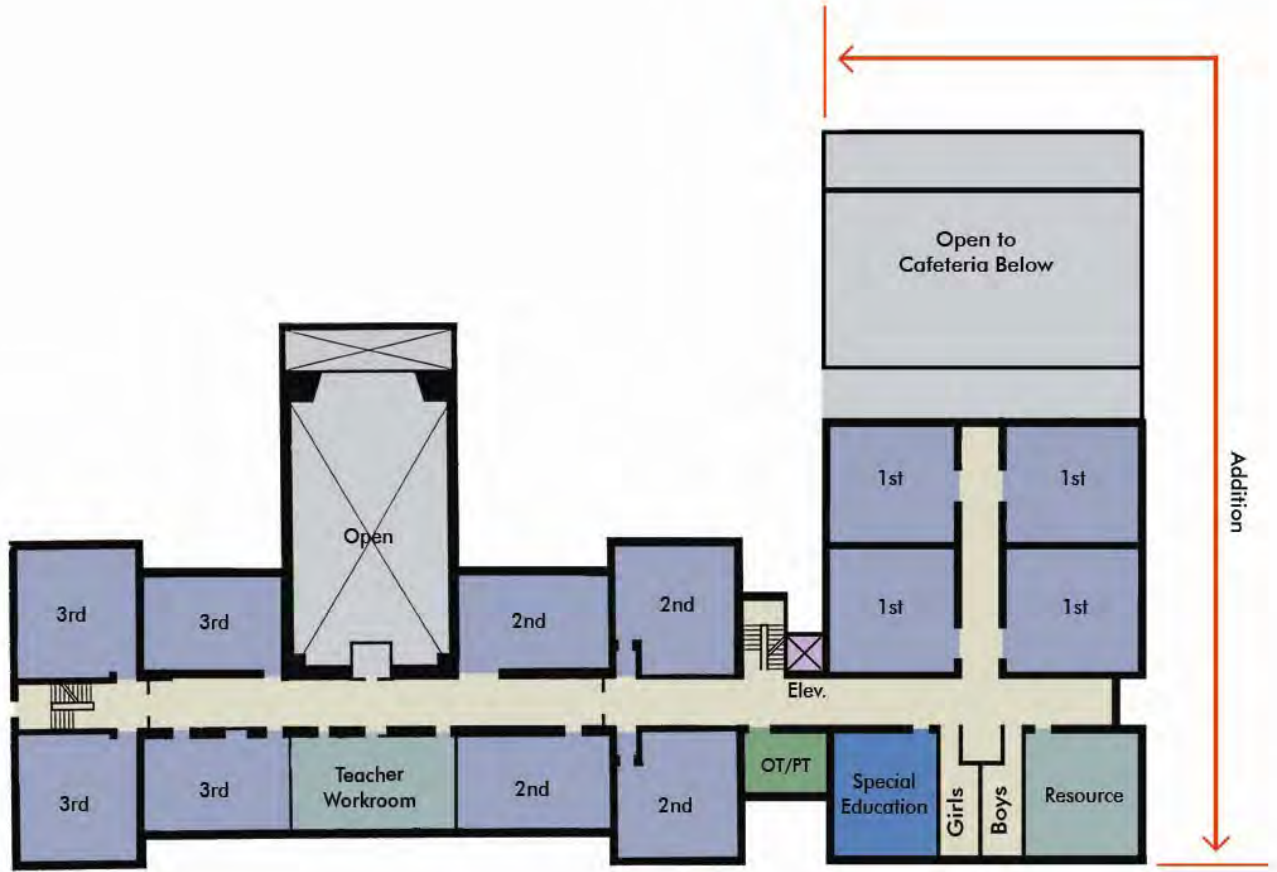 Open to
Cafeteria Below
Addition
1st
1st
Open
1st
1st
3rd
3rd
2nd
2nd
Elev.
3rd
3rd
Teacher
Workroom
2nd
2nd
OT/PT
Special
Education
Girls
Boys
Resource